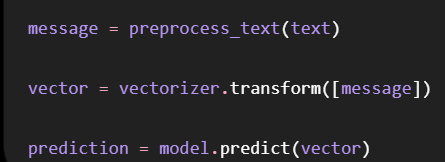 message = preprocess_text(text)
vector = vectorizer.transform([message])
prediction = model.predict(vector)